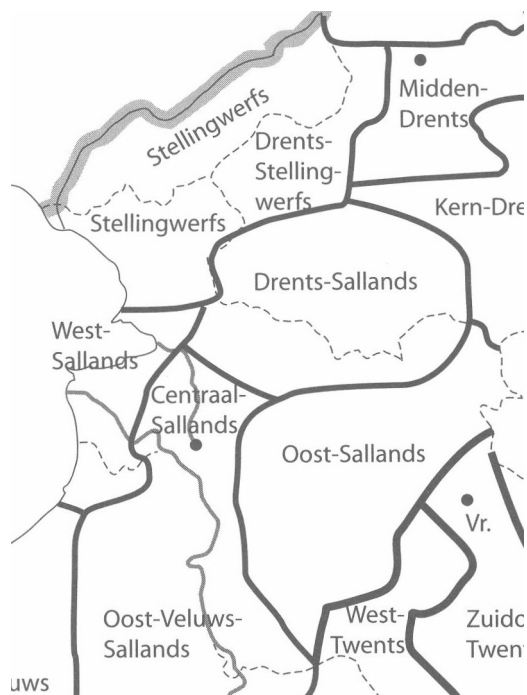 Midden-
Drents
Stellingwerfs
Drents-
Stelling-
werfs
Stellingwerfs
Kern-Dre
Drents-Sallands
West-
Sallands
Centraal-
Sallands
Oost-Sallands
Vr.
Oost-Veluws-
Sallands
West-
Twents
Zuido
Twen
uws